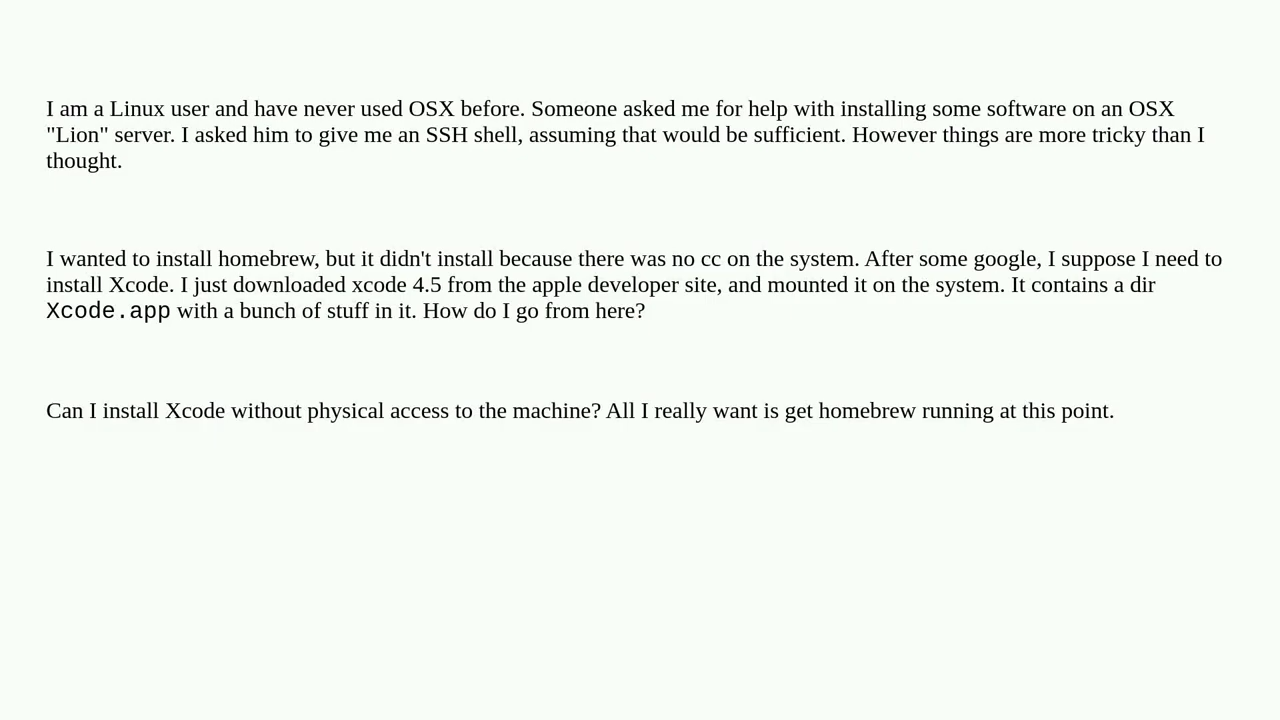 I am a Linux user and have never used OSX before. Someone asked me for help with installing some software on an OSX
"Lion" server. I asked him to give me an SSH shell, assuming that would be sufficient. However things are more tricky than I
thought.
I wanted to install homebrew, but it didn't install because there was no cc on the system. After some google, I suppose I need to
install Xcode. I just downloaded xcode 4.5 from the apple developer site, and mounted it on the system. It contains a dir
Xcode.app with a bunch of stuff in it. How do I go from here?
Can I install Xcode without physical access to the machine? All I really want is get homebrew running at this point.